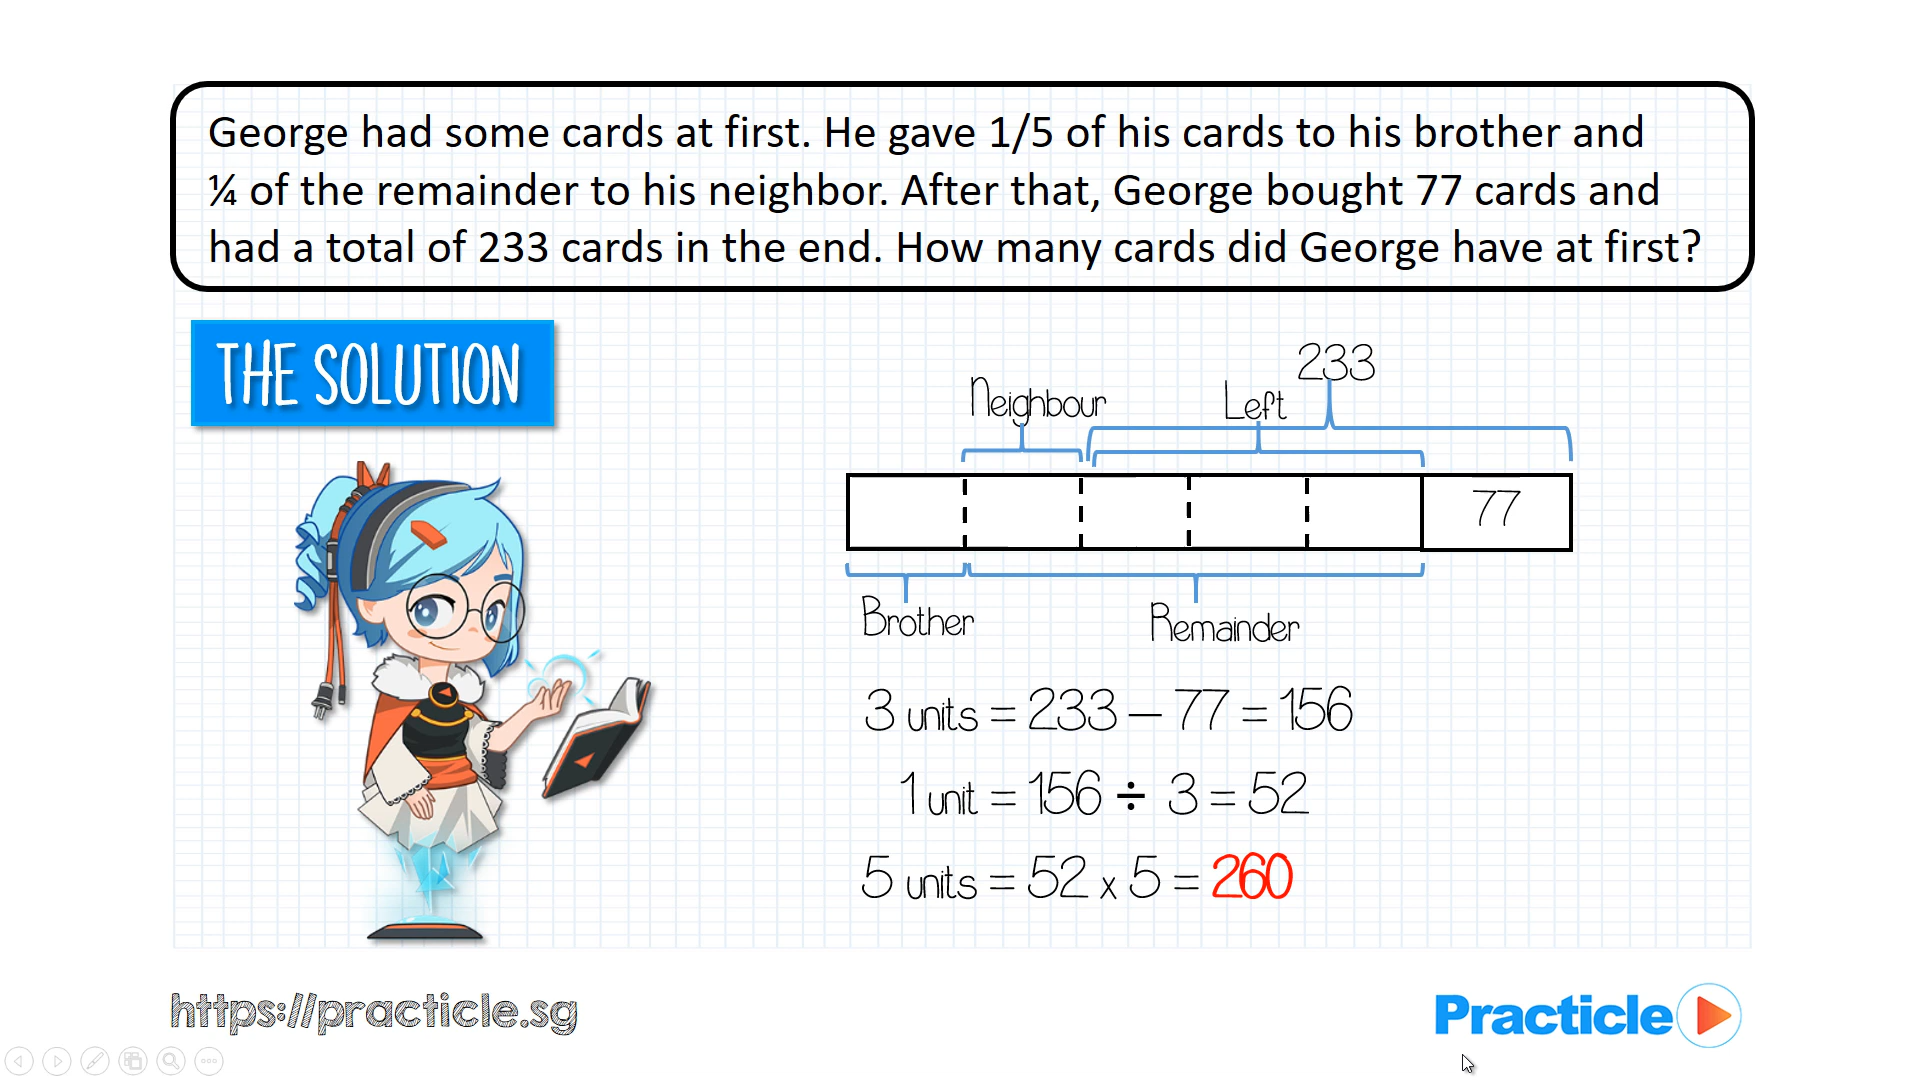 George had some cards at first. He gave 1/5 of his cards to his brother and
¼ of the remainder to his neighbor. After that, George bought 77 cards and
had a total of 233 cards in the end. How many cards did George have at first?
THE SOLUTION
233
Neighbour
Left
77
Brother
Remainder
3 units = 233 – 77 = 156
1 unit = 156 ÷ 3 = 52
5 units = 52 x 5 = 260
https://practicle.sg
Practicle